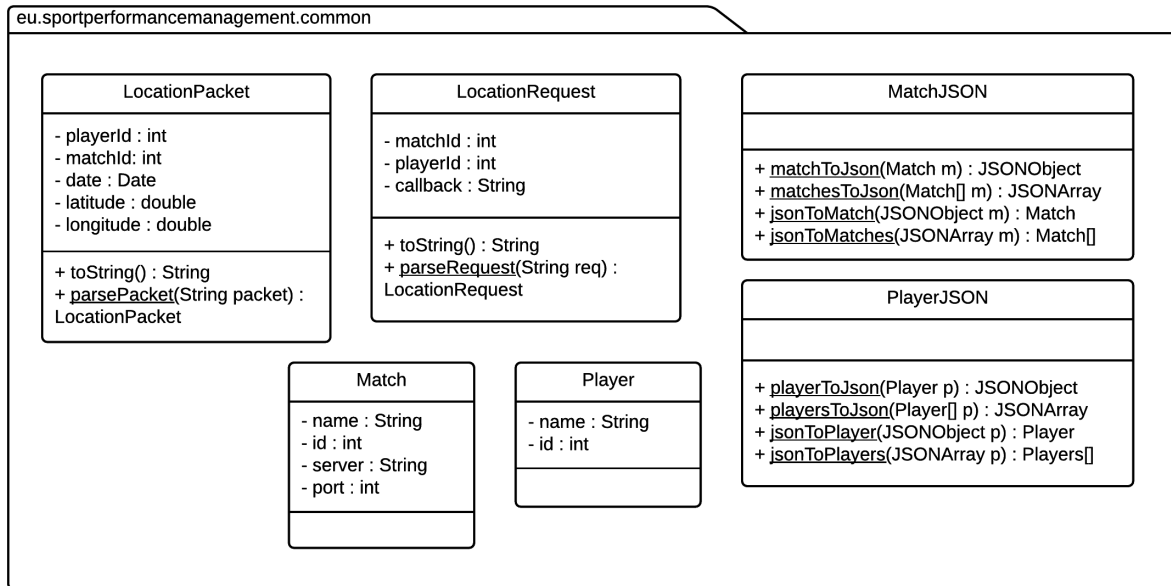 eu.sportperformancemanagement.common
LocationPacket
- playerId : int
- matchId: int
- date : Date
- latitude : double
- longitude : double
+ toString() : String
+ parsePacket(String packet) :
LocationPacket
LocationRequest
- matchId : int
- playerId : int
- callback : String
+ toString() : String
+ parseRequest(String req) :
LocationRequest
MatchJSON
+ matchToJson(Match m) : JSONObject
+ matchesToJson(Match[] m) : JSONArray
+ jsonToMatch(JSONObject m) : Match
+ jsonToMatches(JSONArray m) : Match[]
PlayerJSON
+ playerToJson(Player p) : JSONObject
+ playersToJson(Player[] p) : JSONArray
+ jsonToPlayer(JSONObject p) : Player
+ jsonToPlayers(JSONArray p) : Players[]
Match
- name : String
- id : int
- server : String
- port : int
Player
- name : String
- id : int